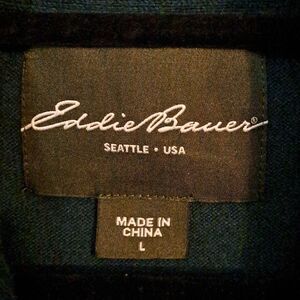 Eddie Bauer®
SEATTLE • USA
MADE IN
CHINA
L